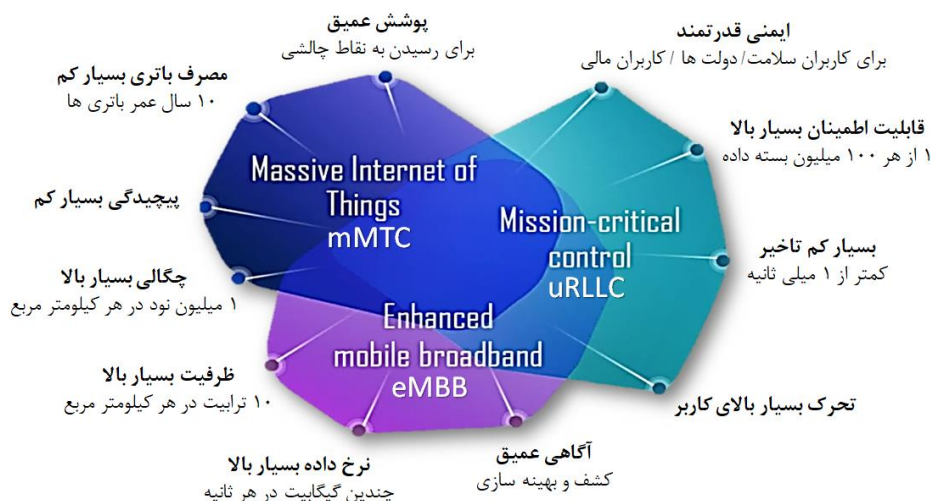 پوشش عمیق
برای رسیدن به نقاط چالشی
ایمنی قدرتمند
برای کاربران سلامت/ دولت ها / کاربران مالی
مصرف باتری بسیار کم
۱۰ سال عمر باتری ها
قابلیت اطمینان بسیار بالا
۱ از هر ۱۰۰ میلیون بسته داده
پیچیدگی بسیار کم
Massive Internet of
Things
mMTC
Mission-critical
control
uRLLC
بسیار کم تاخیر
کمتر از ۱ میلی ثانیه
چگالی بسیار بالا
۱ میلیون نود در هر کیلومتر مربع
Enhanced
mobile broadband
eMBB
ظرفیت بسیار بالا
۱۰ ترابیت در هر کیلومتر مربع
تحرک بسیار بالای کاربر
آگاهی عمیق
کشف و بهینه سازی
نرخ داده بسیار بالا
چندین گیگابیت در هر ثانیه